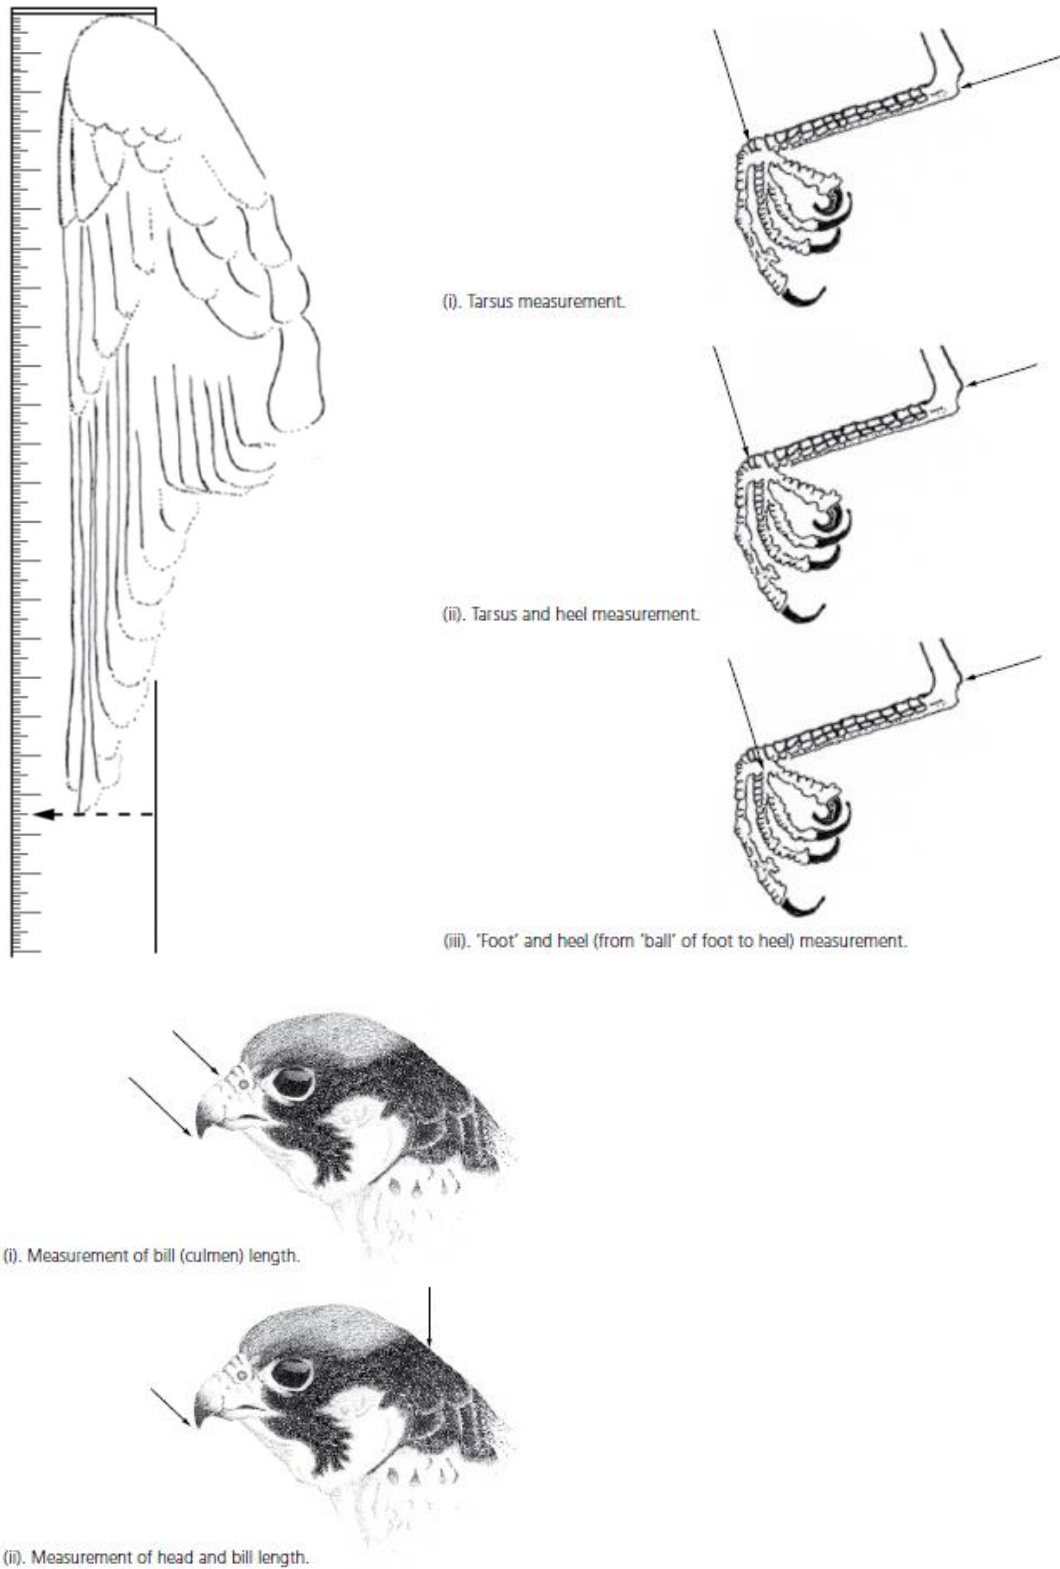 (i). Tarsus measurement.
(ii). Tarsus and heel measurement.
(iii). 'Foot' and heel (from 'ball' of foot to heel) measurement.
(i). Measurement of bill (culmen) length.
(ii). Measurement of head and bill length.